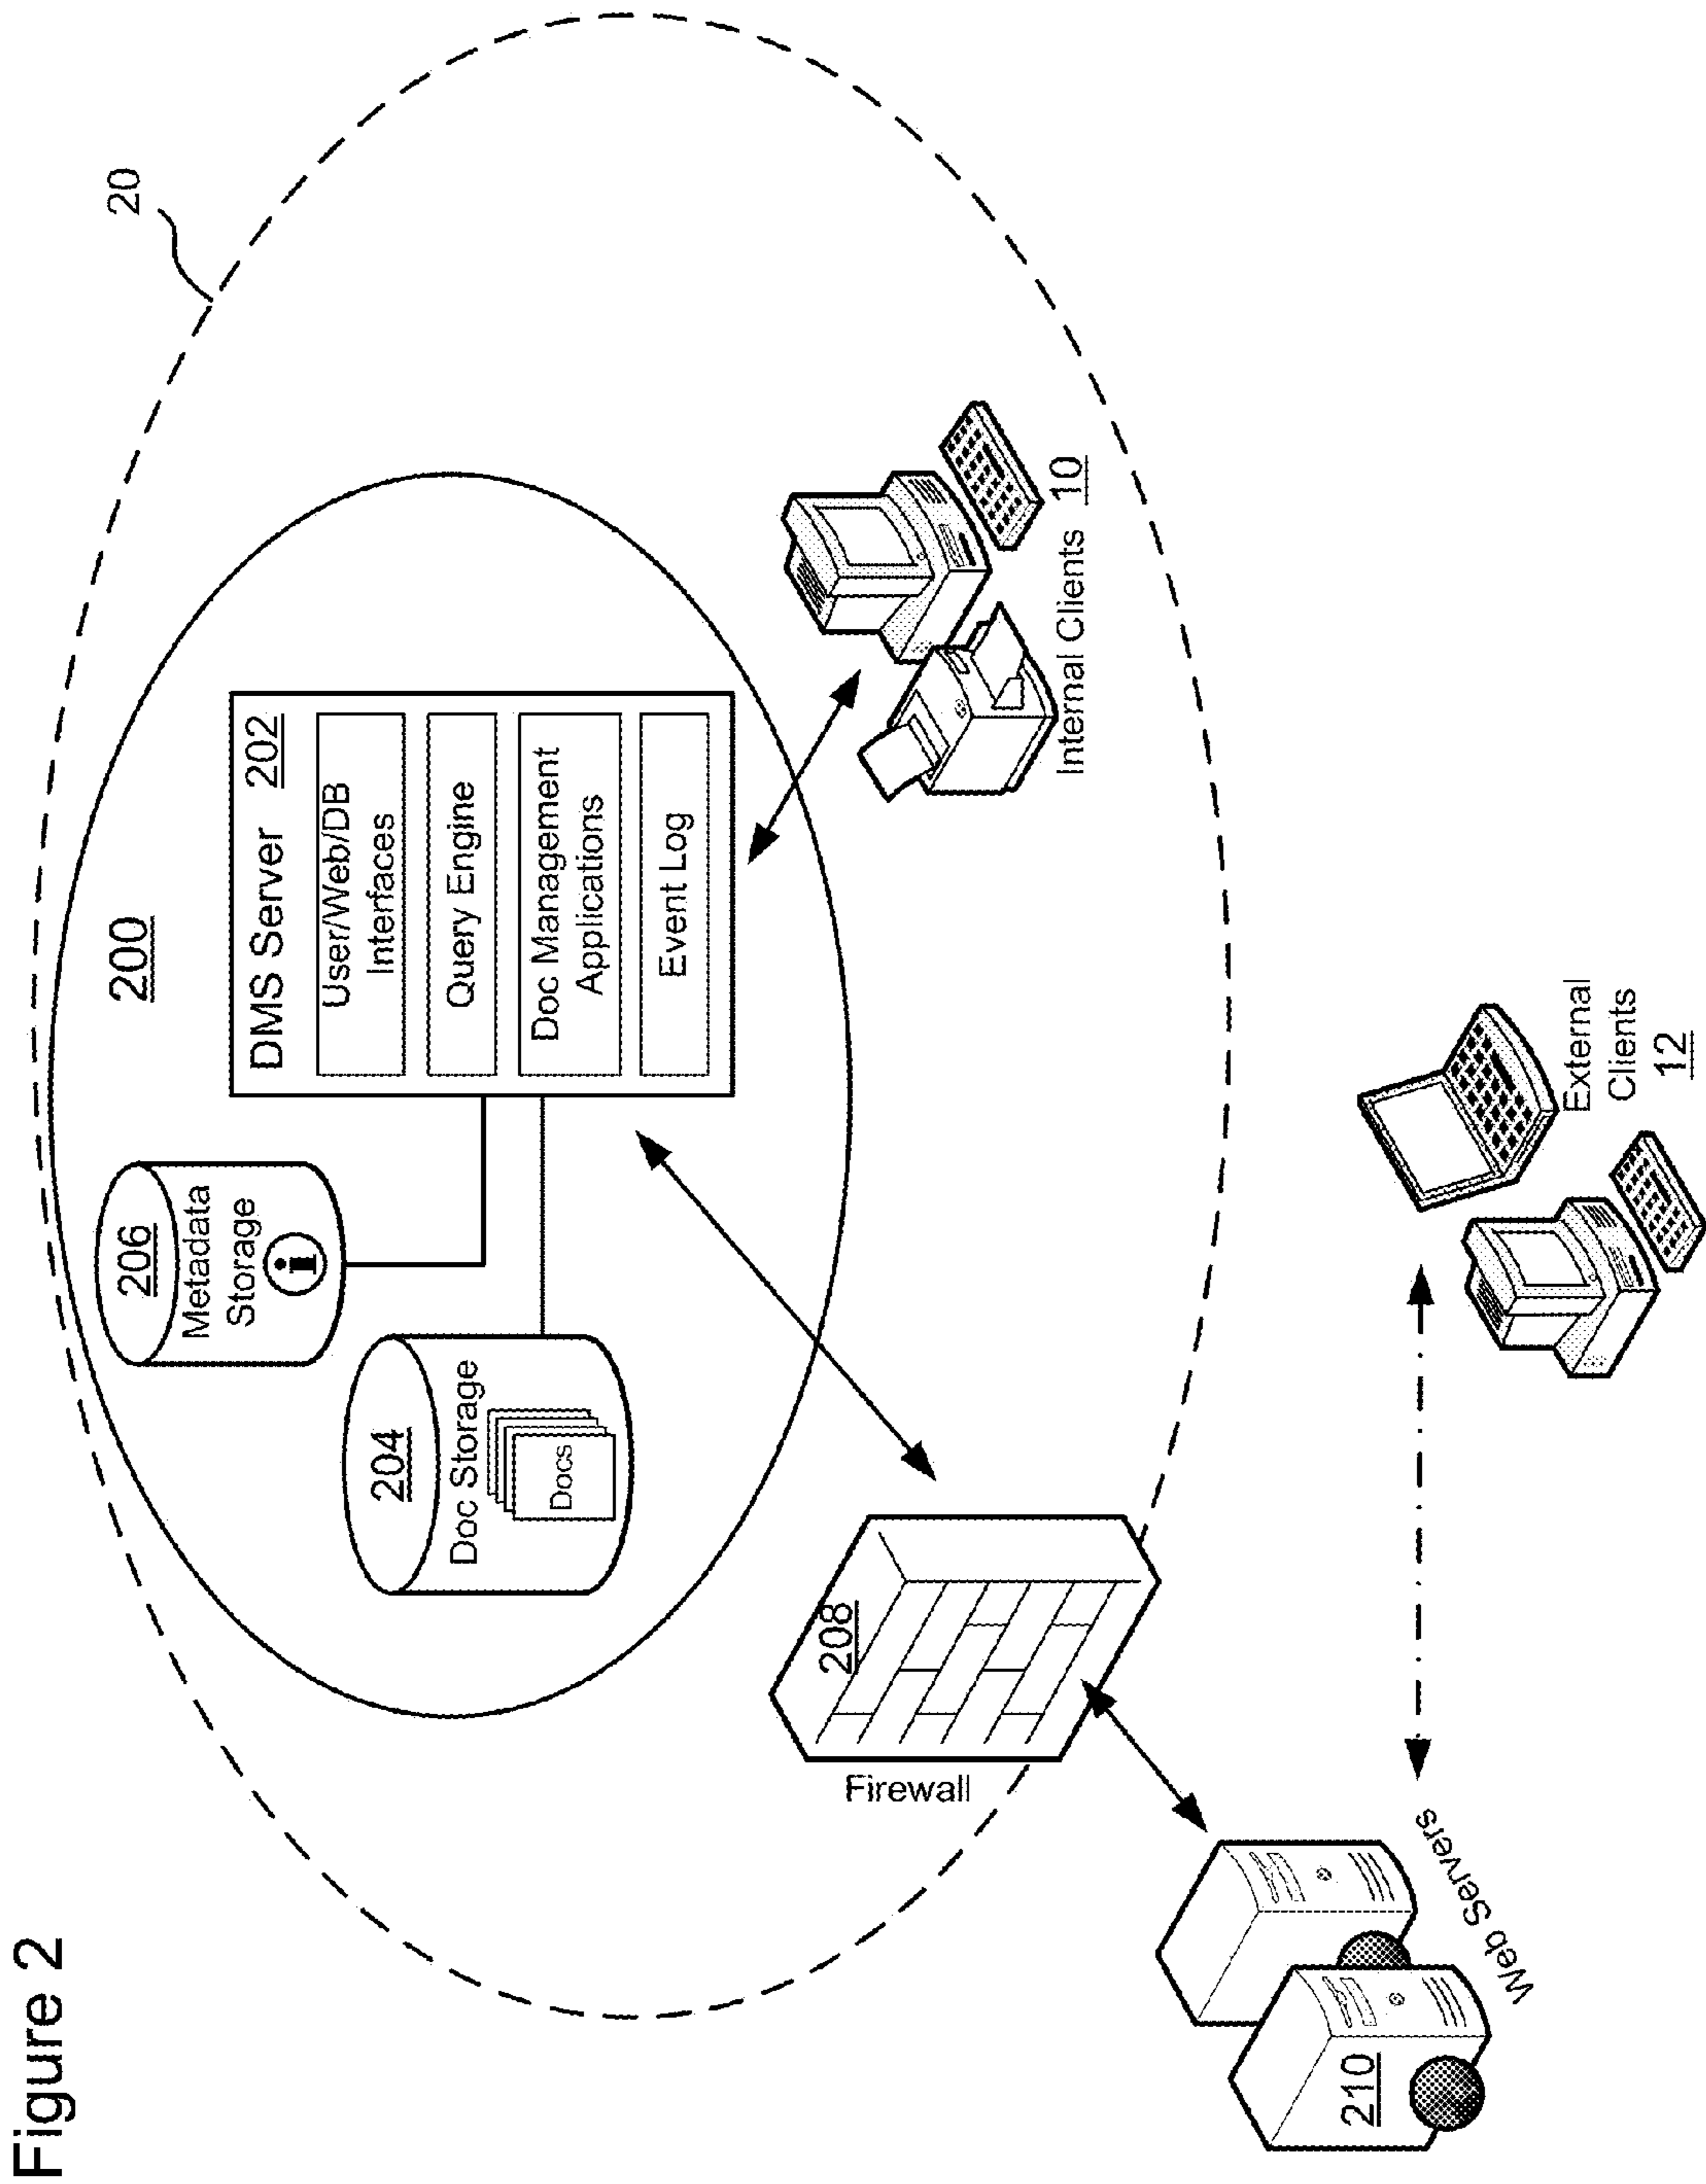 Figure 2
20
200
206
Metadata
Storage
i
204
Doc Storage
Docs
DMS Server 202
User/Web/DB
Interfaces
Query Engine
Doc Management
Applications
Event Log
208
Firewall
Internal Clients 10
210
Web Servers
External
Clients
12